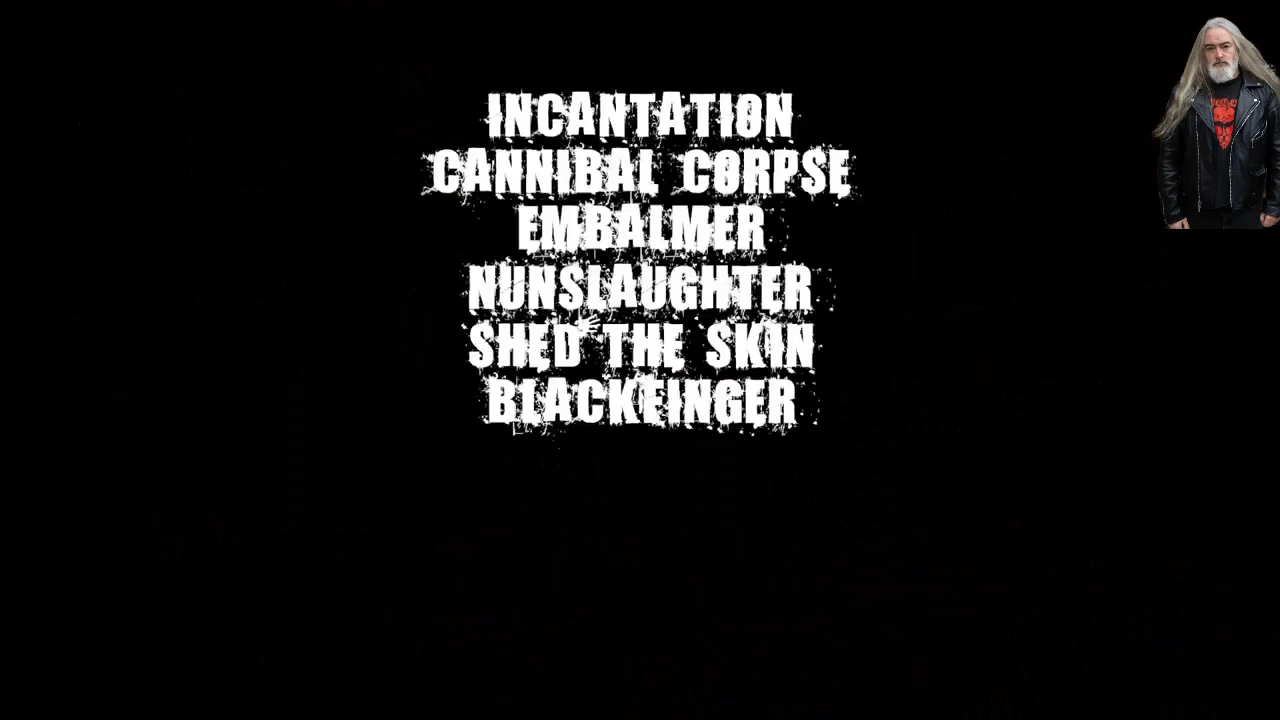 INCANTATION
CANNIBAL CORPSE
EMBALMER
NUNSLAUGHTER
SHED THE SKIN
BLACKFINGER